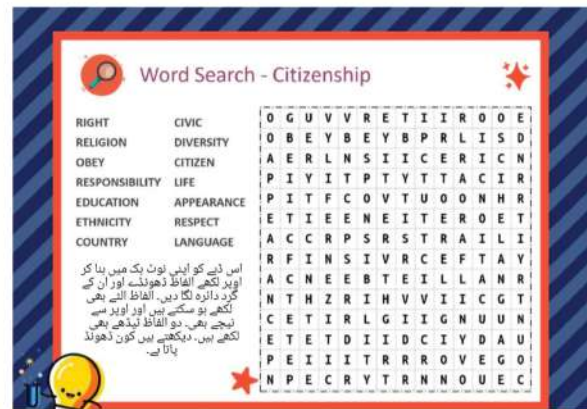 Word Search - Citizenship
RIGHT CIVIC
RELIGION DIVERSITY
OBEY CITIZEN
RESPONSIBILITY LIFE
EDUCATION APPEARANCE
ETHNICITY RESPECT
COUNTRY LANGUAGE
اس ڈبے کو اپنی نوٹ بک میں بنا کر
اوپر لکھے الفاظ ڈھونڈے اور ان کے
گرد دائرہ لگا دیں۔ الفاظ الٹے بھی
لکھے ہو سکتے ہیں اور اوپر سے
نیچے بھی۔ دو الفاظ ٹیڑھے بھی
لکھے ہیں۔ دیکھتے ہیں کون ڈھونڈ
پاتا ہے۔
O G U V V R E T I I R O O E
O B E Y B E Y B P R L I S D
A E R L N S I I C E R I C N
P I Y I T P T Y T T A C I R
P I T F C O V T U O O N H R
E T I E E N E I T E R O E T
A C C R P S R S T R A I L I
R F I N S I V R C E F T A Y
A C N E E B T E I L L A N R
N T H Z R I H V V I I C G T
C E T I R L G I I G N U U N
E T E T D I I D C I Y D A U
P E I I I T R R R O V E G O
N P E C R Y T R N N O U E C